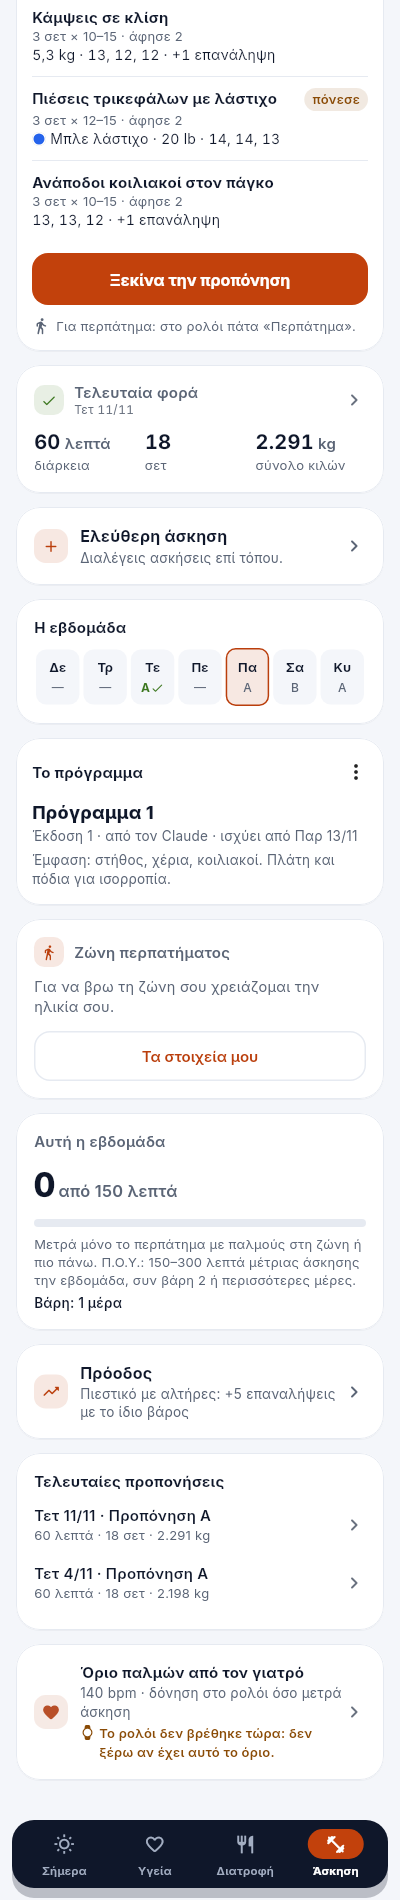 Κάμψεις σε κλίση
3 σετ × 10–15 · άφησε 2
5,3 kg · 13, 12, 12 · +1 επανάληψη
Πιέσεις τρικεφάλων με λάστιχο
πόνεσε
3 σετ × 12–15 · άφησε 2
Μπλε λάστιχο · 20 lb · 14, 14, 13
Ανάποδοι κοιλιακοί στον πάγκο
3 σετ × 10–15 · άφησε 2
13, 13, 12 · +1 επανάληψη
Ξεκίνα την προπόνηση
Για περπάτημα: στο ρολόι πάτα «Περπάτημα».
Τελευταία φορά
Τετ 11/11
60 λεπτά 18 2.291 kg
διάρκεια σετ σύνολο κιλών
Ελεύθερη άσκηση
Διαλέγεις ασκήσεις επί τόπου.
Η εβδομάδα
Δε Τρ Τε Πε Πα Σα Κυ
— — A — A B A
Το πρόγραμμα
Πρόγραμμα 1
Έκδοση 1 · από τον Claude · ισχύει από Παρ 13/11
Έμφαση: στήθος, χέρια, κοιλιακοί. Πλάτη και
πόδια για ισορροπία.
Ζώνη περπατήματος
Για να βρω τη ζώνη σου χρειάζομαι την
ηλικία σου.
Τα στοιχεία μου
Αυτή η εβδομάδα
0 από 150 λεπτά
Μετρά μόνο το περπάτημα με παλμούς στη ζώνη ή
πιο πάνω. Π.Ο.Υ.: 150–300 λεπτά μέτριας άσκησης
την εβδομάδα, συν βάρη 2 ή περισσότερες μέρες.
Βάρη: 1 μέρα
Πρόοδος
Πιεστικό με αλτήρες: +5 επαναλήψεις
με το ίδιο βάρος
Τελευταίες προπονήσεις
Τετ 11/11 · Προπόνηση A
60 λεπτά · 18 σετ · 2.291 kg
Τετ 4/11 · Προπόνηση A
60 λεπτά · 18 σετ · 2.198 kg
Όριο παλμών από τον γιατρό
140 bpm · δόνηση στο ρολόι όσο μετρά
άσκηση
Το ρολόι δεν βρέθηκε τώρα: δεν
ξέρω αν έχει αυτό το όριο.
Σήμερα Υγεία Διατροφή Άσκηση